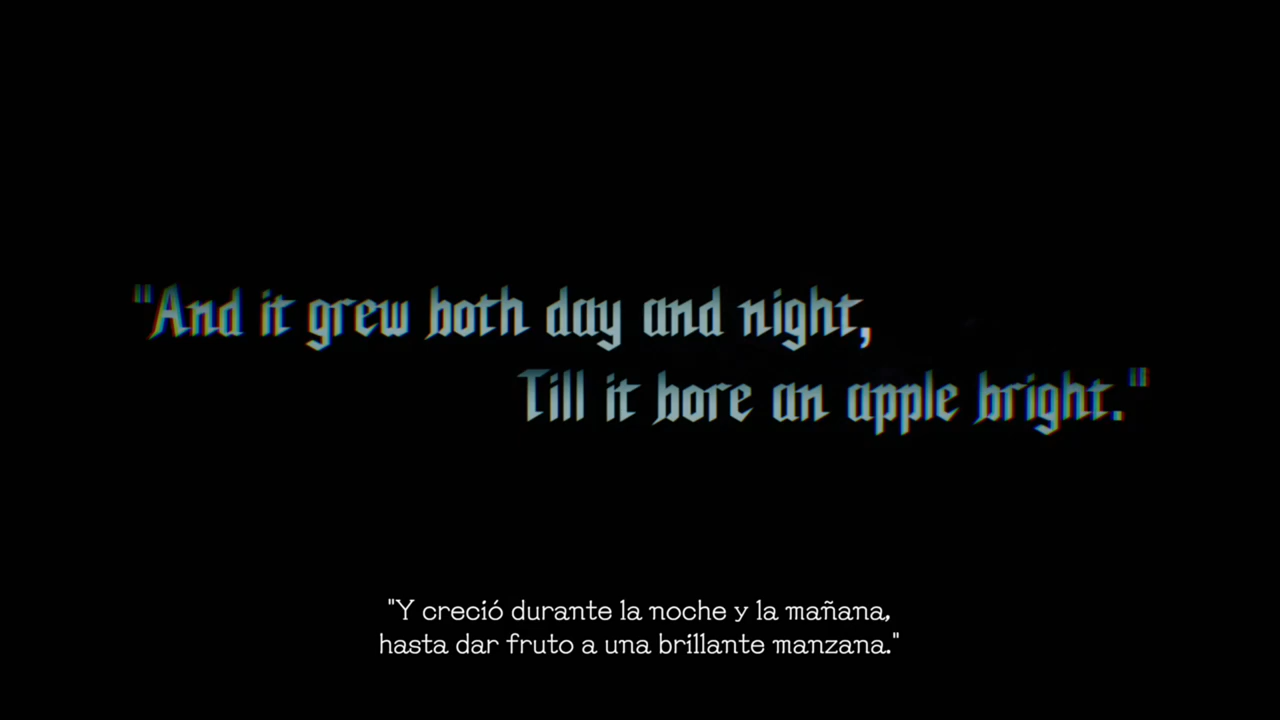 "And it grew both day and night,
Till it bore an apple bright."
"Y creció durante la noche y la mañana,
hasta dar fruto a una brillante manzana."